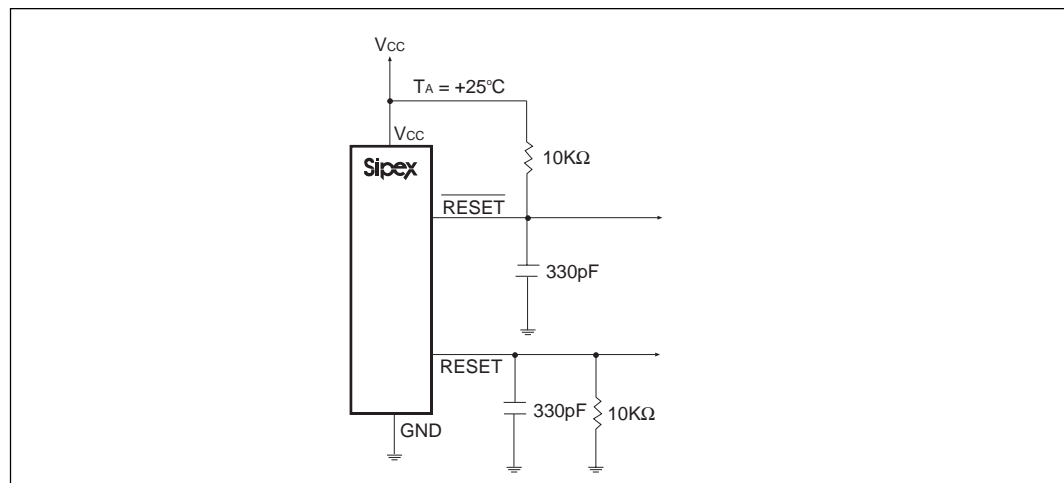 VCC
TA = +25°C
VCC
Sipex
10KΩ
RESET
330pF
RESET
330pF
10KΩ
GND